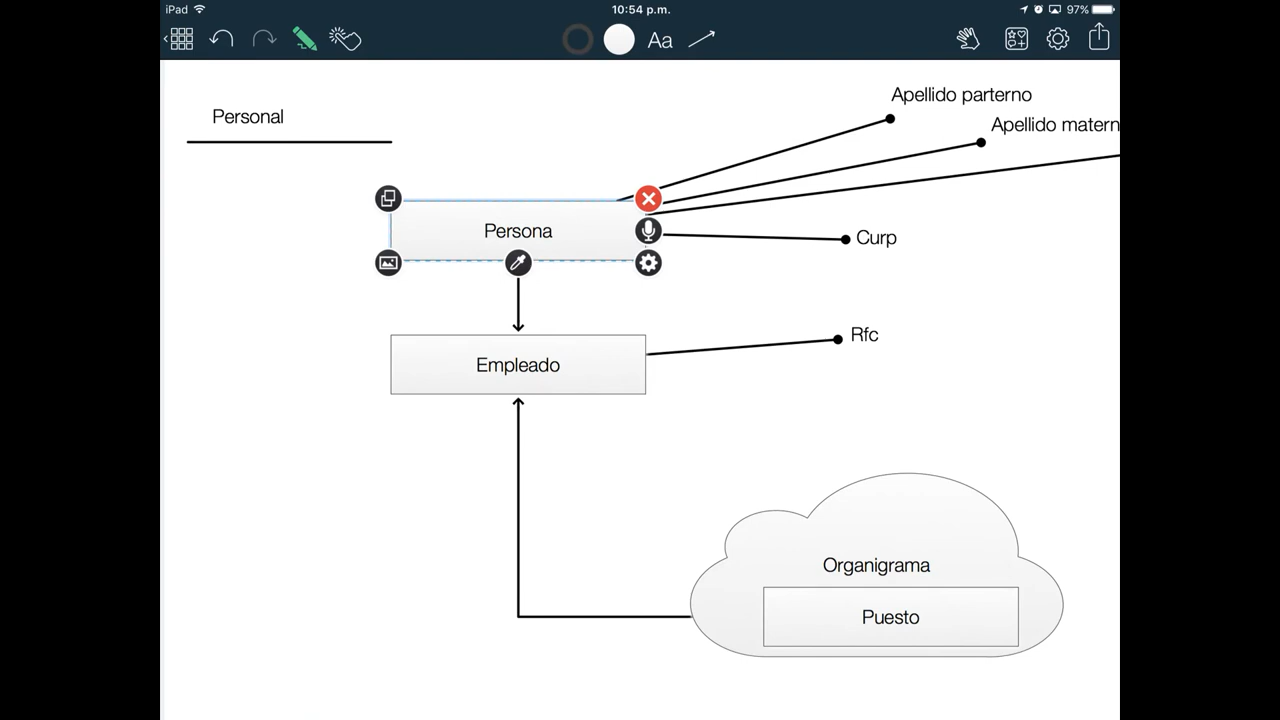 iPad
10:54 p.m.
97%
Aa
Personal
Apellido parterno
Apellido matern
Persona
Curp
Rfc
Empleado
Organigrama
Puesto